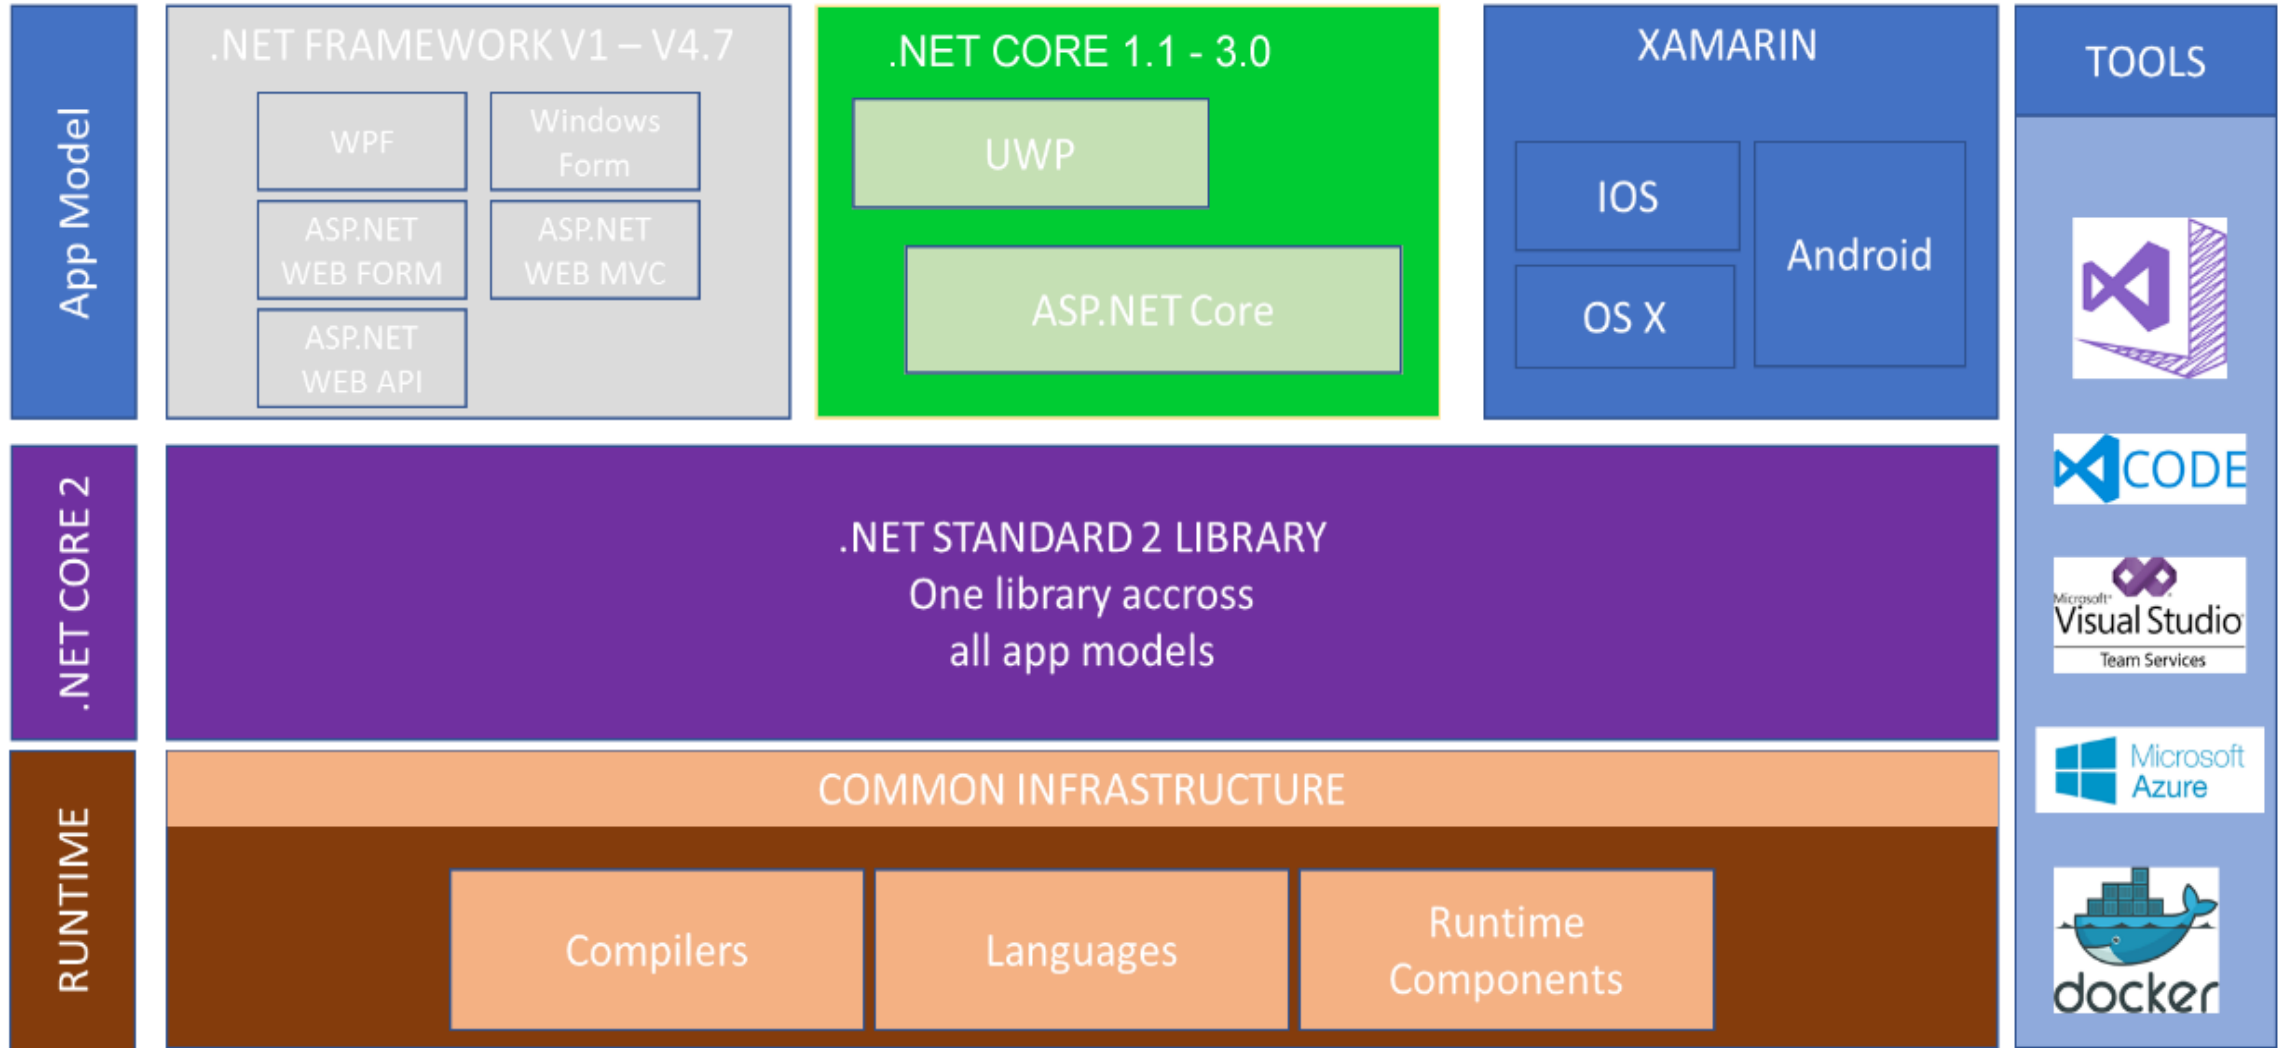 App Model
.NET FRAMEWORK V1 – V4.7
WPF
Windows
Form
ASP.NET
WEB FORM
ASP.NET
WEB MVC
ASP.NET
WEB API
.NET CORE 1.1 - 3.0
UWP
ASP.NET Core
XAMARIN
IOS
OS X
Android
TOOLS
CODE
Microsoft
Visual Studio
Team Services
Microsoft
Azure
docker
.NET CORE 2
.NET STANDARD 2 LIBRARY
One library accross
all app models
RUNTIME
COMMON INFRASTRUCTURE
Compilers
Languages
Runtime
Components